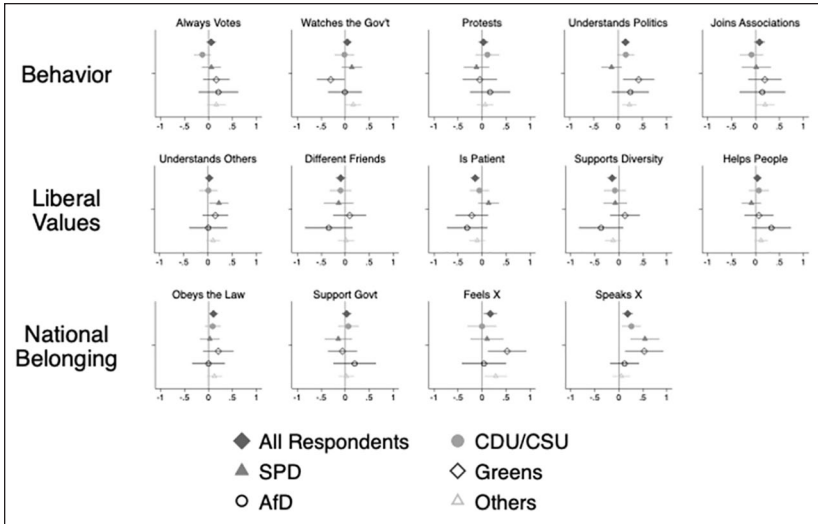 Always Votes Watches the Gov't Protests Understands Politics Joins Associations
Behavior
-1 -.5 0 .5 1 -1 -.5 0 .5 1 -1 -.5 0 .5 1 -1 -.5 0 .5 1 -1 -.5 0 .5 1
Understands Others Different Friends Is Patient Supports Diversity Helps People
Liberal
Values
-1 -.5 0 .5 1 -1 -.5 0 .5 1 -1 -.5 0 .5 1 -1 -.5 0 .5 1 -1 -.5 0 .5 1
Obeys the Law Support Govt Feels X Speaks X
National
Belonging
-1 -.5 0 .5 1 -1 -.5 0 .5 1 -1 -.5 0 .5 1 -1 -.5 0 .5 1
All Respondents CDU/CSU
SPD Greens
AfD Others